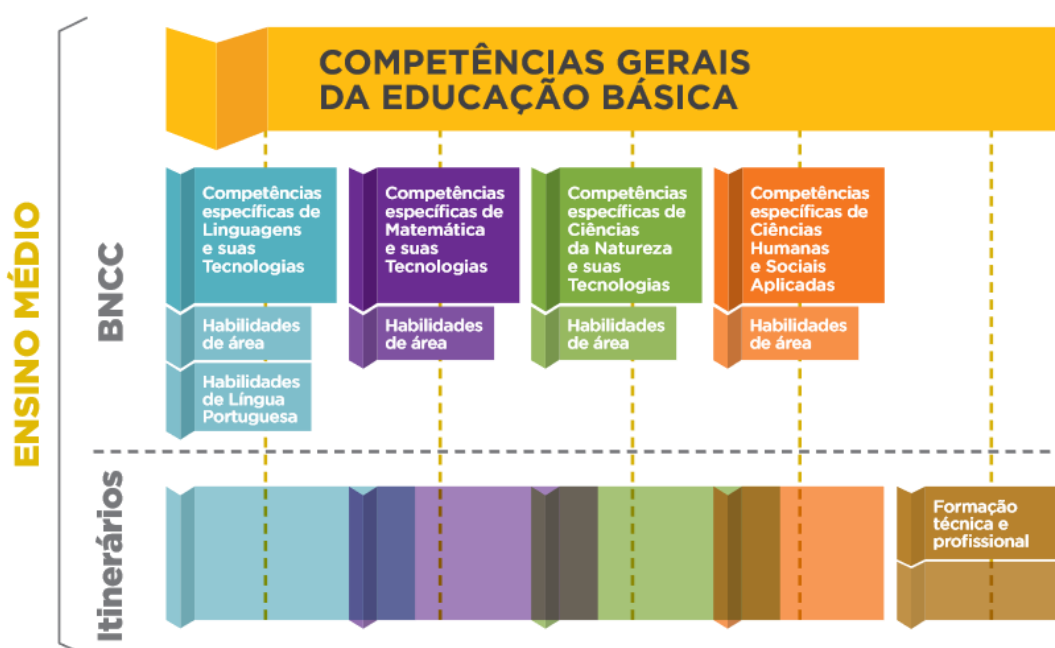 COMPETÊNCIAS GERAIS
DA EDUCAÇÃO BÁSICA
ENSINO MÉDIO
BNCC
Competências
específicas de
Linguagens
e suas
Tecnologias
Habilidades
de área
Habilidades
de Língua
Portuguesa
Competências
específicas de
Matemática
e suas
Tecnologias
Habilidades
de área
Competências
específicas de
Ciências
da Natureza
e suas
Tecnologias
Habilidades
de área
Competências
específicas de
Ciências
Humanas
e Sociais
Aplicadas
Habilidades
de área
Itinerários
Formação
técnica e
profissional